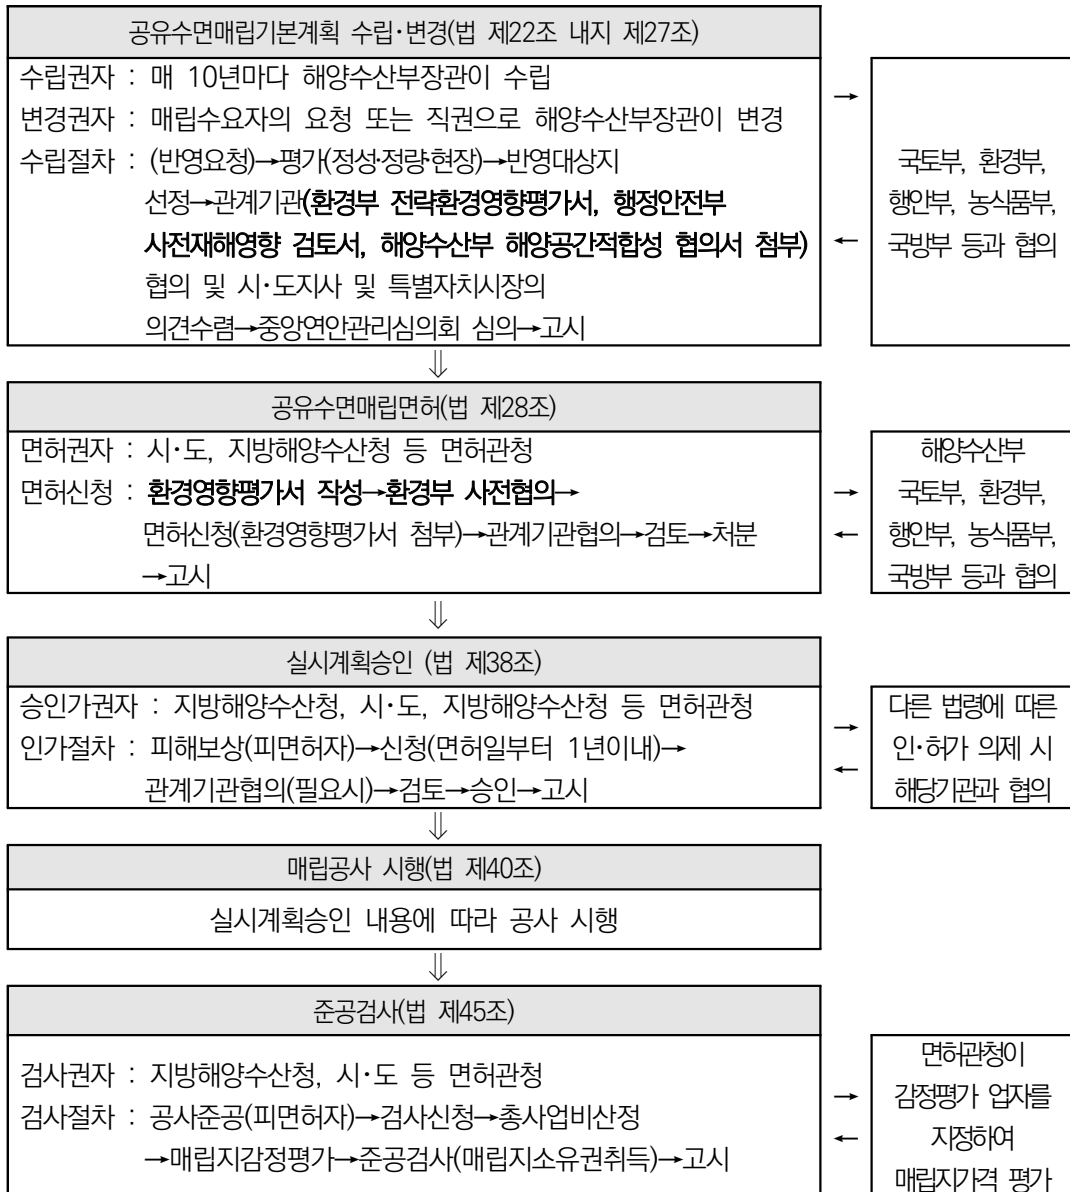 공유수면매립기본계획 수립·변경(법 제22조 내지 제27조)
수립권자 : 매 10년마다 해양수산부장관이 수립
변경권자 : 매립수요자의 요청 또는 직권으로 해양수산부장관이 변경
수립절차 : (반영요청)→평가(정성·정량·현장)→반영대상지
선정→관계기관(환경부 전략환경영향평가서, 행정안전부
사전재해영향 검토서, 해양수산부 해양공간적합성 협의서 첨부)
협의 및 시·도지사 및 특별자치시장의
의견수렴→중앙연안관리심의회 심의→고시
→
←
국토부, 환경부,
행안부, 농식품부,
국방부 등과 협의
⇓
공유수면매립면허(법 제28조)
면허권자 : 시·도, 지방해양수산청 등 면허관청
면허신청 : 환경영향평가서 작성→환경부 사전협의→
면허신청(환경영향평가서 첨부)→관계기관협의→검토→처분
→고시
→
←
해양수산부
국토부, 환경부,
행안부, 농식품부,
국방부 등과 협의
⇓
실시계획승인 (법 제38조)
승인가권자 : 지방해양수산청, 시·도, 지방해양수산청 등 면허관청
인가절차 : 피해보상(피면허자)→신청(면허일부터 1년이내)→
관계기관협의(필요시)→검토→승인→고시
→
←
다른 법령에 따른
인·허가 의제 시
해당기관과 협의
⇓
매립공사 시행(법 제40조)
실시계획승인 내용에 따라 공사 시행
⇓
준공검사(법 제45조)
검사권자 : 지방해양수산청, 시·도 등 면허관청
검사절차 : 공사준공(피면허자)→검사신청→총사업비산정
→매립지감정평가→준공검사(매립지소유권취득)→고시
→
←
면허관청이
감정평가 업자를
지정하여
매립지가격 평가